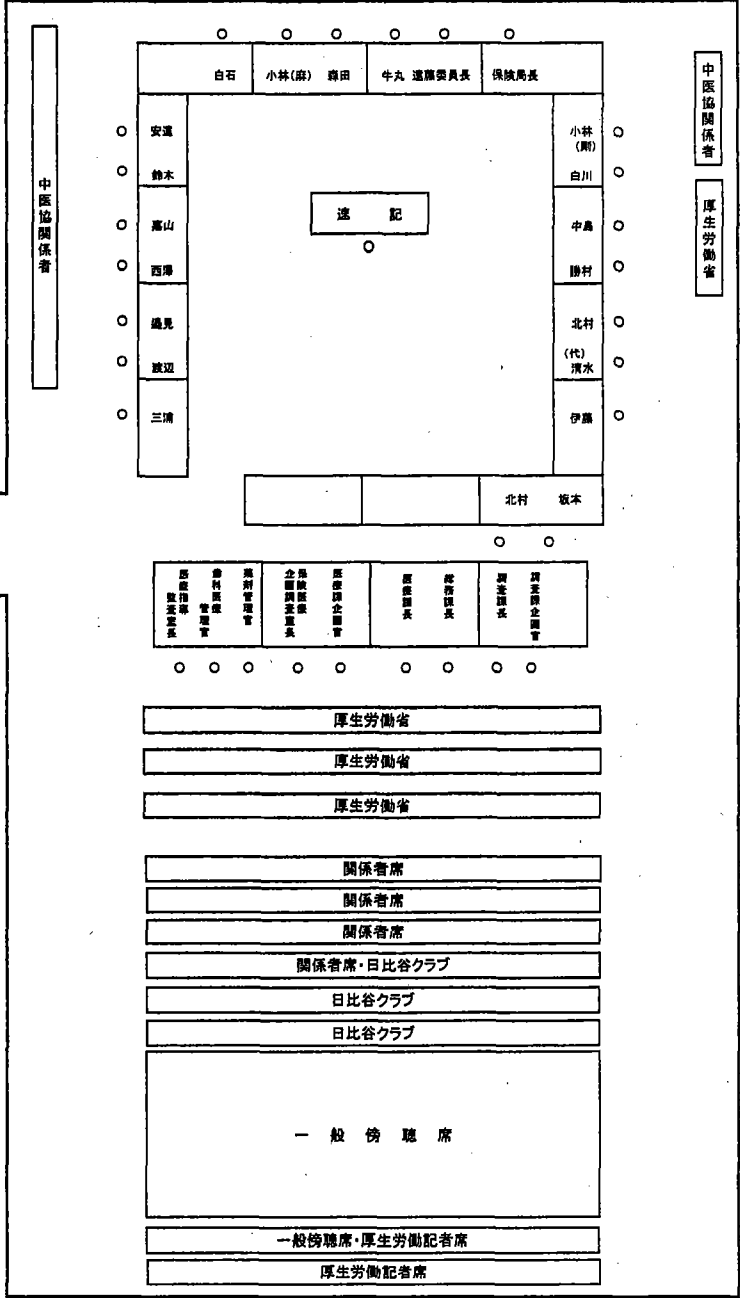 白石 小林(麻) 森田 牛丸 遠藤委員長 保険局長
中医協関係者
中医協関係者
厚生労働省
安達
鈴木
嘉山
西澤
邉見
渡辺
三浦
速 記
小林
(剛)
白川
中島
勝村
北村
(代)
清水
伊藤
北村 坂本
医療指導
監査室長
歯科医療
管理官
薬剤管理官
保険医療
企画調査室長
医療課企画官
医療課長
総務課長
調査課長
調査課企画官
厚生労働省
厚生労働省
厚生労働省
関係者席
関係者席
関係者席
関係者席・日比谷クラブ
日比谷クラブ
日比谷クラブ
一 般 傍 聴 席
一般傍聴席・厚生労働記者席
厚生労働記者席